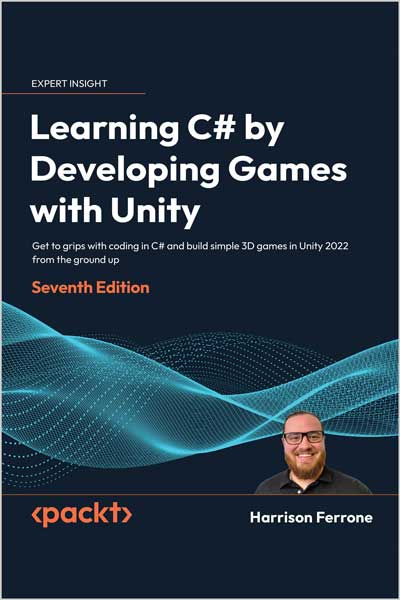 EXPERT INSIGHT
Learning C# by
Developing Games
with Unity
Get to grips with coding in C# and build simple 3D games in Unity 2022
from the ground up
Seventh Edition
<packt>
Harrison Ferrone